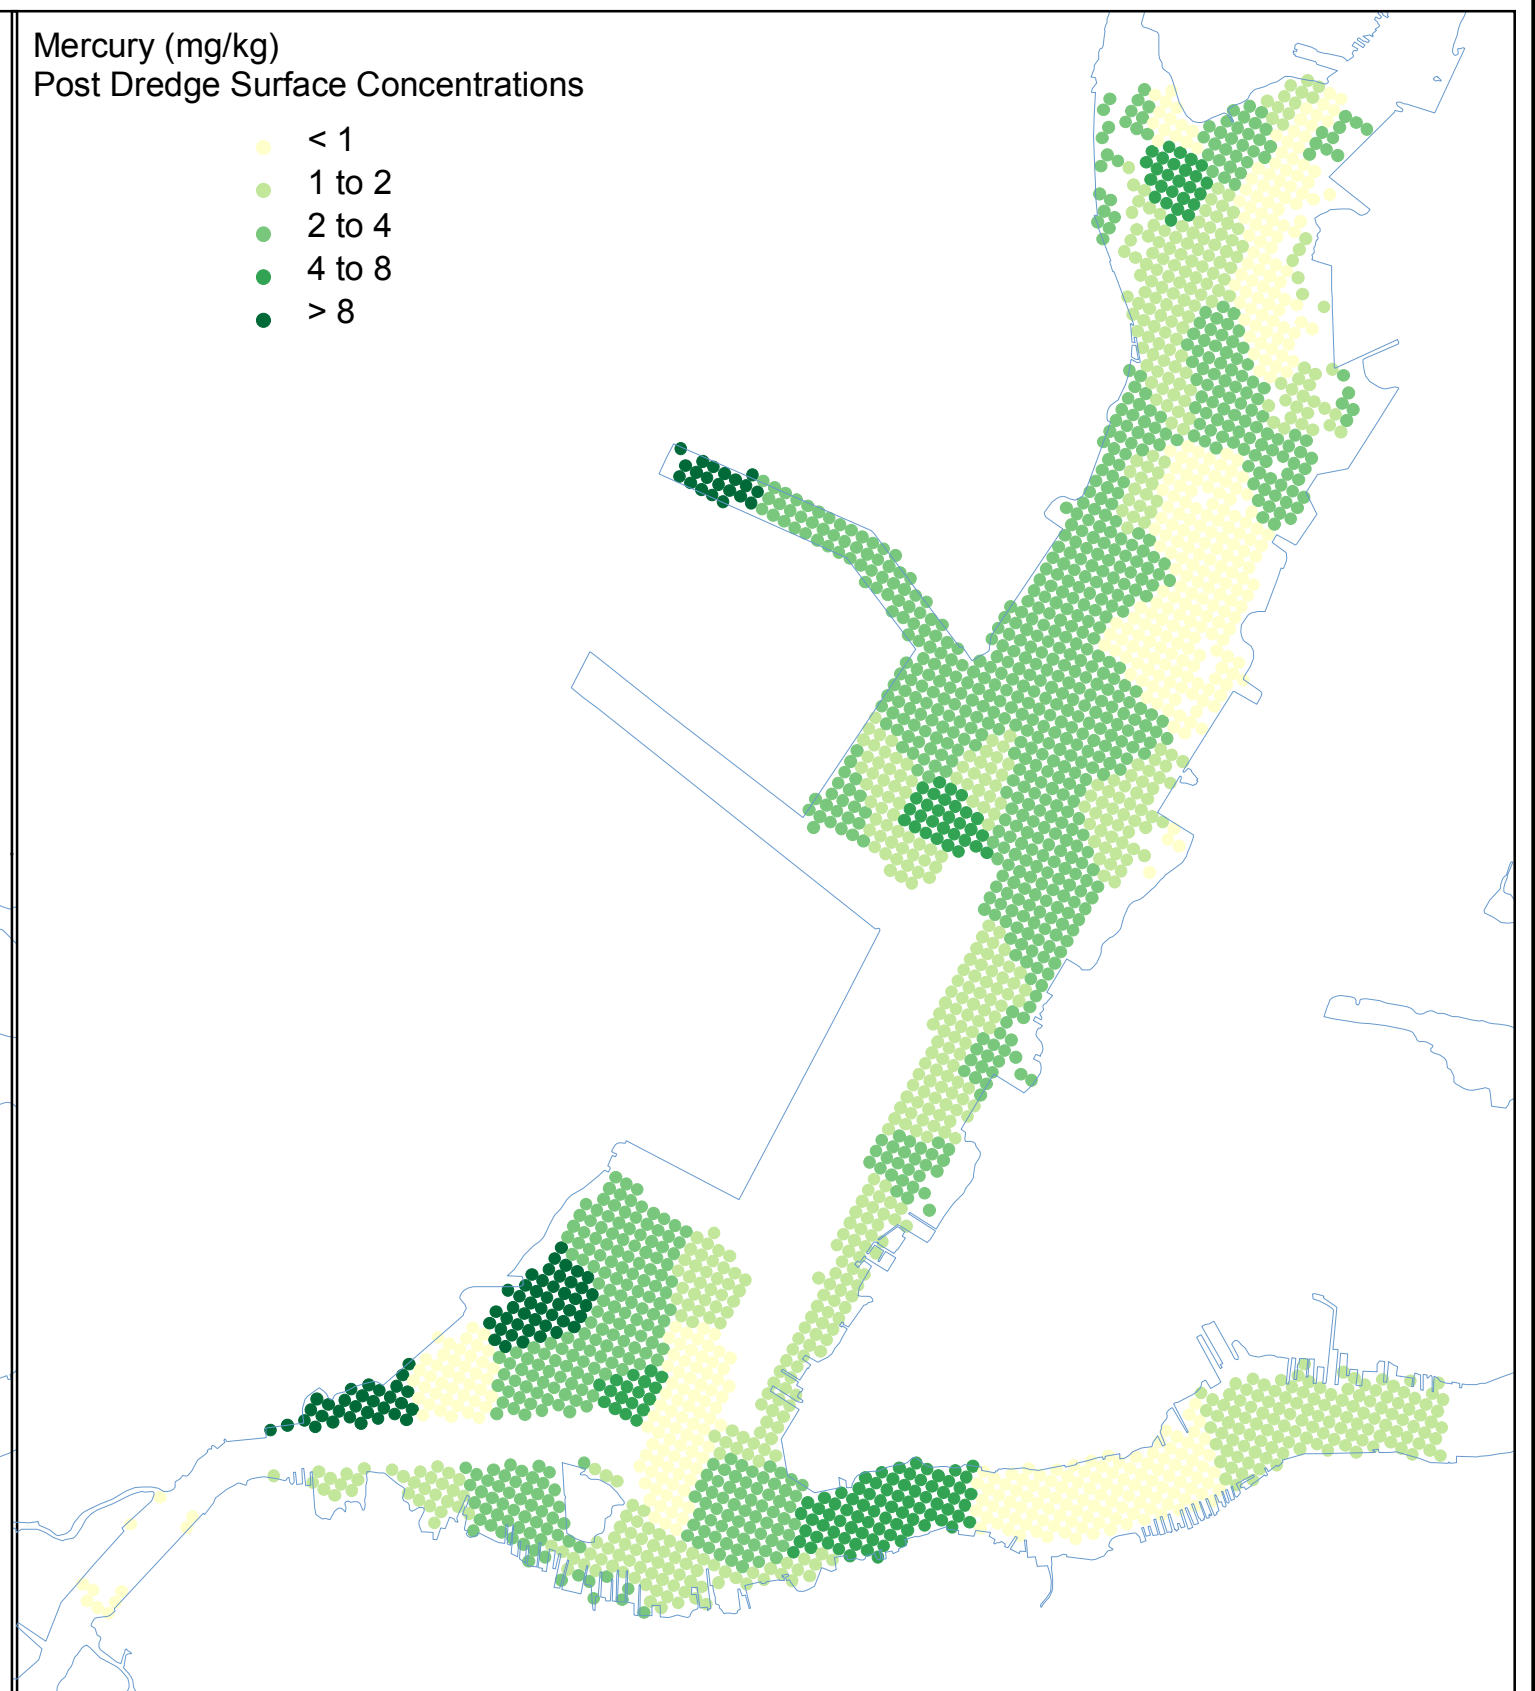 Mercury (mg/kg)
Post Dredge Surface Concentrations
< 1
1 to 2
2 to 4
4 to 8
> 8